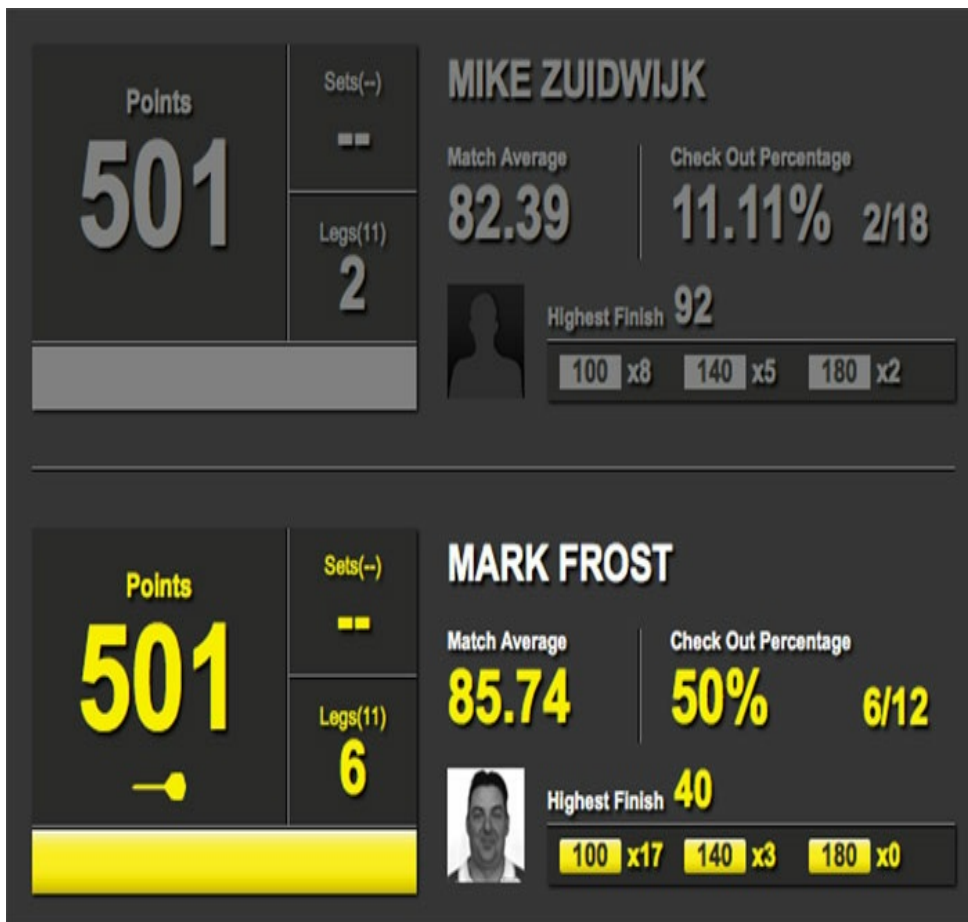 MIKE ZUIDWIJK
Points
501
Sets(--)
--
Legs(11)
2
Match Average
82.39
Check Out Percentage
11.11% 2/18
Highest Finish 92
100 x8 140 x5 180 x2
MARK FROST
Points
501
Sets(--)
--
Legs(11)
6
Match Average
85.74
Check Out Percentage
50% 6/12
Highest Finish 40
100 x17 140 x3 180 x0